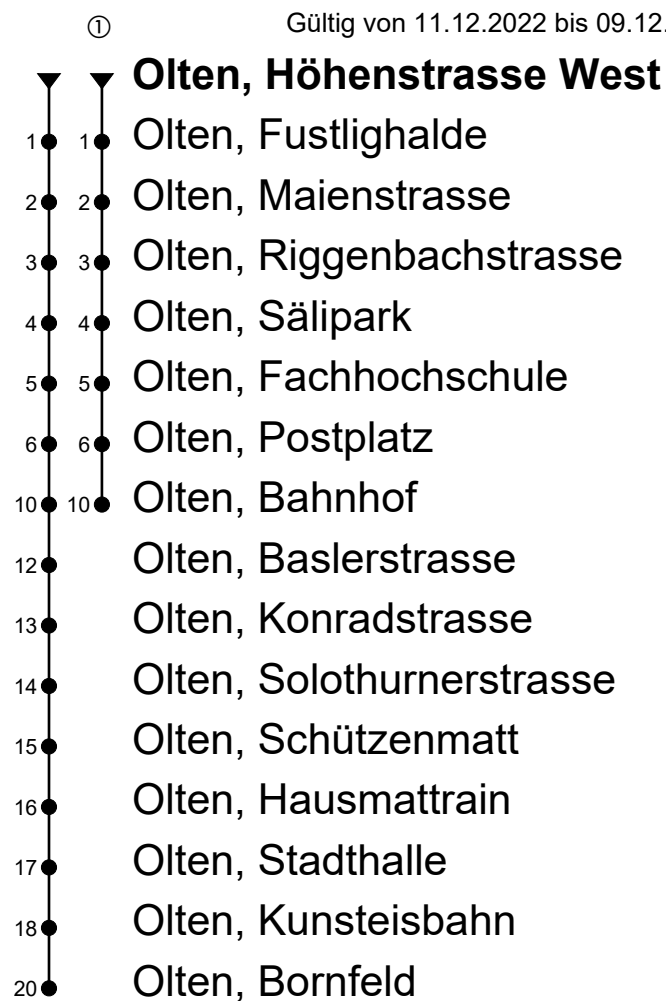 ① Gültig von 11.12.2022 bis 09.12.
Olten, Höhenstrasse West
1 1 Olten, Fustlighalde
2 2 Olten, Maienstrasse
3 3 Olten, Riggenbachstrasse
4 4 Olten, Sälipark
5 5 Olten, Fachhochschule
6 6 Olten, Postplatz
10 10 Olten, Bahnhof
12 Olten, Baslerstrasse
13 Olten, Konradstrasse
14 Olten, Solothurnerstrasse
15 Olten, Schützenmatt
16 Olten, Hausmattrain
17 Olten, Stadthalle
18 Olten, Kunsteisbahn
20 Olten, Bornfeld